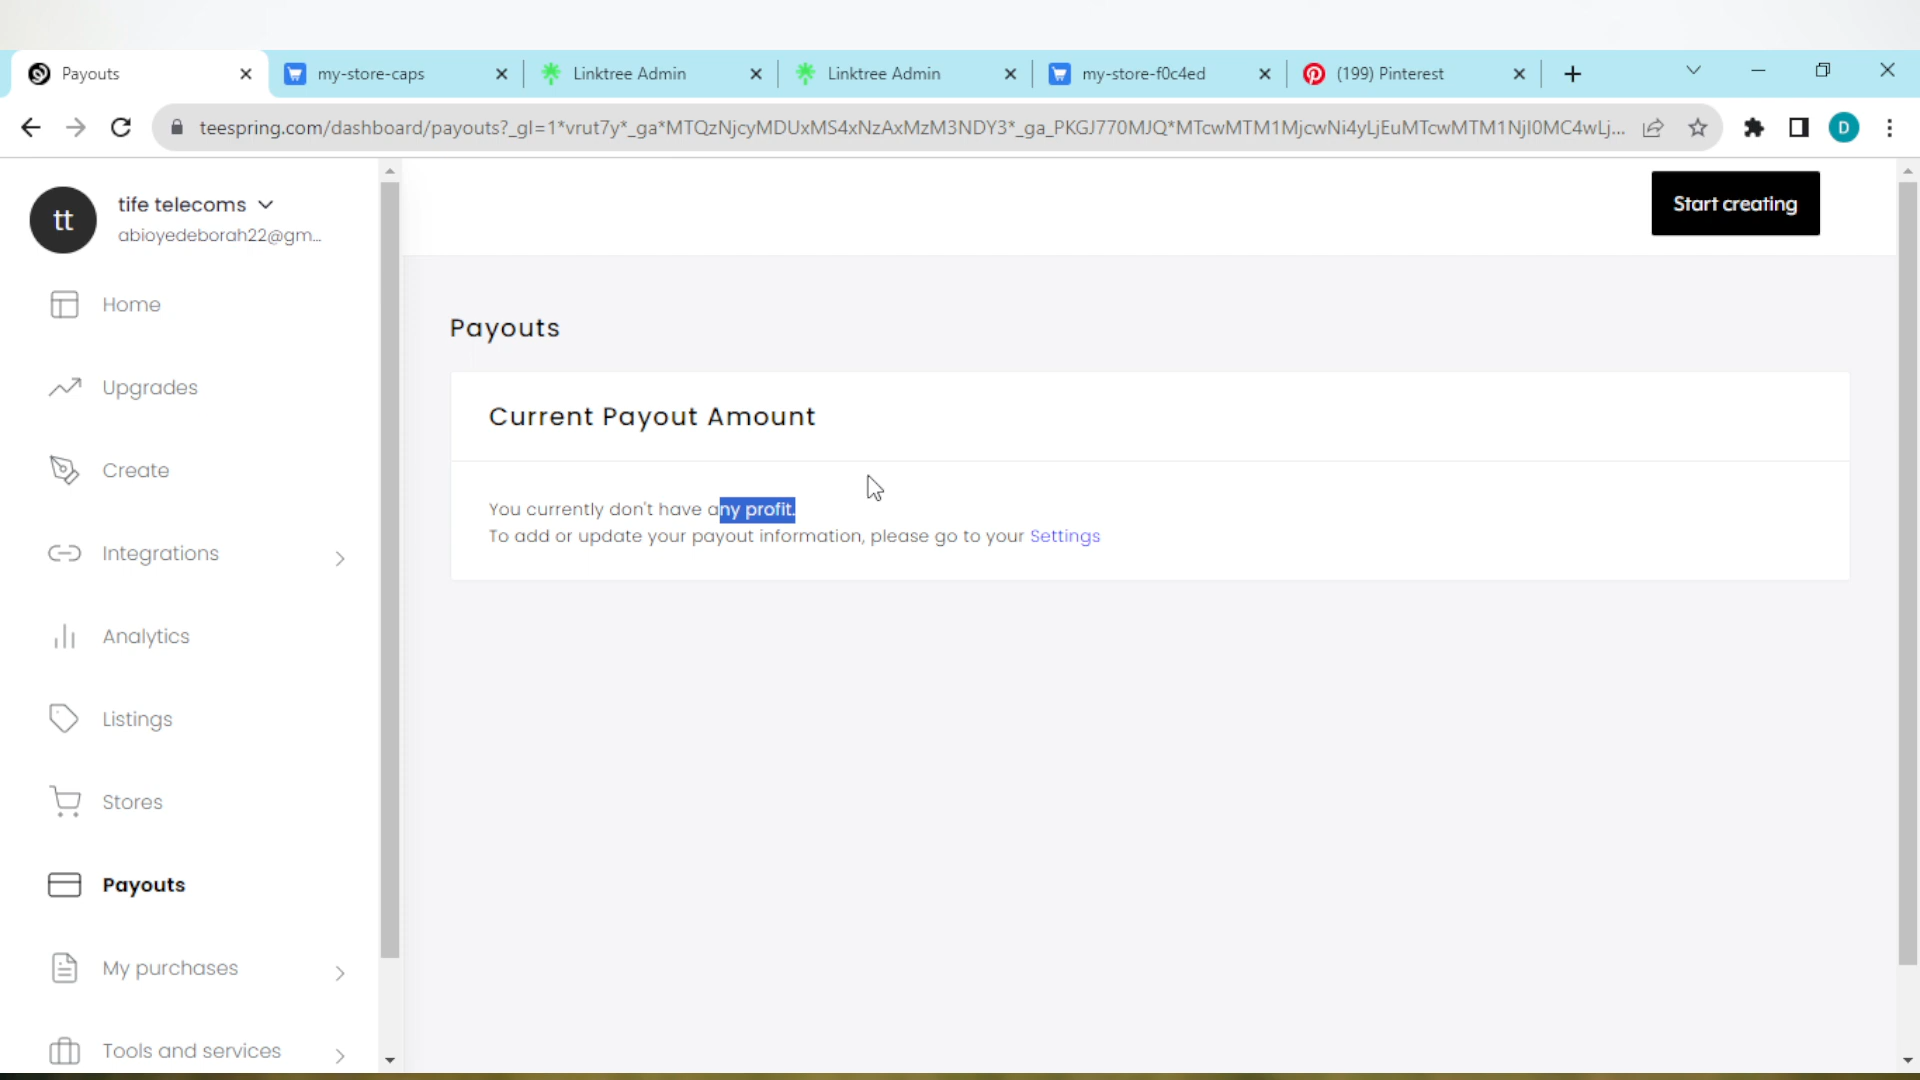 Payouts
my-store-caps
Linktree Admin
Linktree Admin
my-store-f0c4ed
(199) Pinterest
teespring.com/dashboard/payouts?_gl=1*vrut7y*_ga*MTQzNjcyMDUxMS4xNzAxMzM3NDY3*_ga_PKGJ770MJQ*MTcwMTM1MjcwNi4yLjEuMTcwMTM1NjI0MC4wLj...
D
tt
tife telecoms
abioyedeborah22@gm...
Start creating
Home
Upgrades
Create
Integrations
Analytics
Listings
Stores
Payouts
My purchases
Tools and services
Payouts
Current Payout Amount
You currently don't have any profit.
To add or update your payout information, please go to your Settings